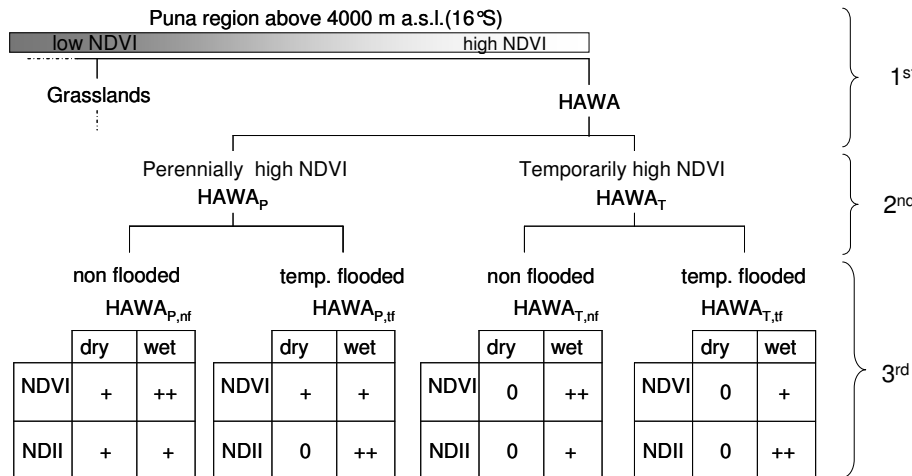 Puna region above 4000 m a.s.l.(16°S)
low NDVI high NDVI
1st
Grasslands
HAWA
Perennially high NDVI Temporarily high NDVI
HAWAP HAWAT
2nd
non flooded temp. flooded non flooded temp. flooded
HAWAP,nf HAWAP,tf HAWAT,nf HAWAT,tf
dry wet dry wet dry wet dry wet
NDVI + ++ NDVI + + NDVI 0 ++ NDVI 0 +
3rd
NDII + + NDII 0 ++ NDII 0 + NDII 0 ++